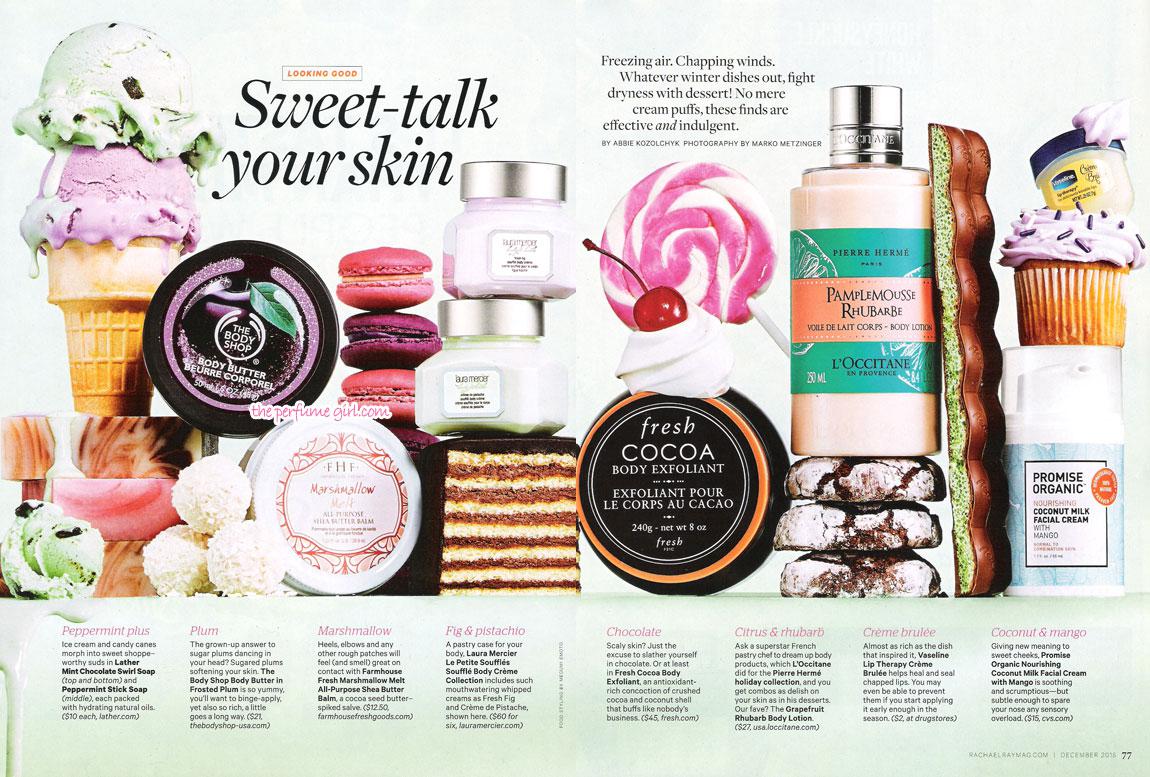 LOOKING GOOD
Sweet-talk
your skin
Freezing air. Chapping winds.
Whatever winter dishes out, fight
dryness with dessert! No mere
cream puffs, these finds are
effective and indulgent.
BY ABBIE KOZOLCHYK PHOTOGRAPHY BY MARKO METZINGER
THE
BODY
SHOP
BODY BUTTER
BEURRE CORPOREL
theperfumegirl.com
FHF
Marshmallow
Melt
ALL-PURPOSE
SHEA BUTTER BALM
laura mercier
laura mercier
fresh
COCOA
BODY EXFOLIANT
EXFOLIANT POUR
LE CORPS AU CACAO
240g - net wt 8 oz
fresh
L'OCCITANE
PIERRE HERMÉ
PARIS
PAMPLEMOUSSE
RHUBARBE
VOILE DE LAIT CORPS - BODY LOTION
L'OCCITANE
EN PROVENCE
250 ML
Vaseline
lip therapy
Crème
PROMISE
ORGANIC
NOURISHING
COCONUT MILK
FACIAL CREAM
WITH
MANGO
NORMAL TO
COMBINATION SKIN
Peppermint plus
Ice cream and candy canes
morph into sweet shoppe–
worthy suds in Lather
Mint Chocolate Swirl Soap
(top and bottom) and
Peppermint Stick Soap
(middle), each packed
with hydrating natural oils.
($10 each, lather.com)
Plum
The grown-up answer to
sugar plums dancing in
your head? Sugared plums
softening your skin. The
Body Shop Body Butter in
Frosted Plum is so yummy,
you'll want to binge-apply,
yet also so rich, a little
goes a long way. ($21,
thebodyshop-usa.com)
Marshmallow
Heels, elbows and any
other rough patches will
feel (and smell) great on
contact with Farmhouse
Fresh Marshmallow Melt
All-Purpose Shea Butter
Balm, a cocoa seed butter–
spiked salve. ($12.50,
farmhousefreshgoods.com)
Fig & pistachio
A pastry case for your
body, Laura Mercier
Le Petite Soufflés
Soufflé Body Crème
Collection includes such
mouthwatering whipped
creams as Fresh Fig
and Crème de Pistache,
shown here. ($60 for
six, lauramercier.com)
FOOD STYLING BY MEGUMI EMOTO
Chocolate
Scaly skin? Just the
excuse to slather yourself
in chocolate. Or at least
in Fresh Cocoa Body
Exfoliant, an antioxidant-
rich concoction of crushed
cocoa and coconut shell
that buffs like nobody's
business. ($45, fresh.com)
Citrus & rhubarb
Ask a superstar French
pastry chef to dream up body
products, which L'Occitane
did for the Pierre Hermé
holiday collection, and you
get combos as delish on
your skin as in his desserts.
Our fave? The Grapefruit
Rhubarb Body Lotion.
($27, usa.loccitane.com)
Crème brulée
Almost as rich as the dish
that inspired it, Vaseline
Lip Therapy Crème
Brulée helps heal and seal
chapped lips. You may
even be able to prevent
them if you start applying
it early enough in the
season. ($2, at drugstores)
Coconut & mango
Giving new meaning to
sweet cheeks, Promise
Organic Nourishing
Coconut Milk Facial Cream
with Mango is soothing
and scrumptious—but
subtle enough to spare
your nose any sensory
overload. ($15, cvs.com)
RACHAELRAYMAG.COM | DECEMBER 2015 77